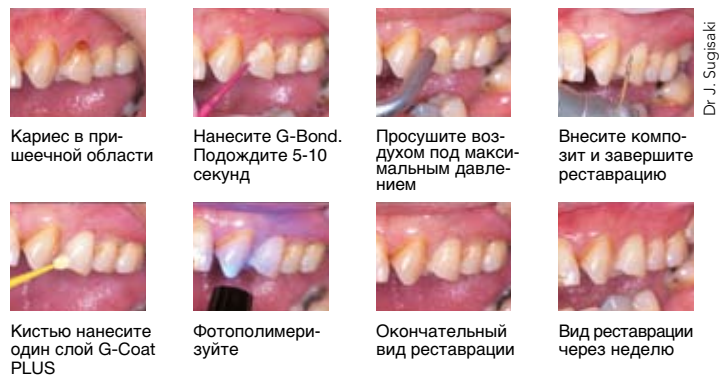 Dr J. Sugisaki
Кариес в при-
шеечной области
Нанесите G-Bond.
Подождите 5-10
секунд
Просушите воз-
духом под макси-
мальным давле-
нием
Внесите компо-
зит и завершите
реставрацию
Кистью нанесите
один слой G-Coat
PLUS
Фотополимери-
зуйте
Окончательный
вид реставрации
Вид реставрации
через неделю